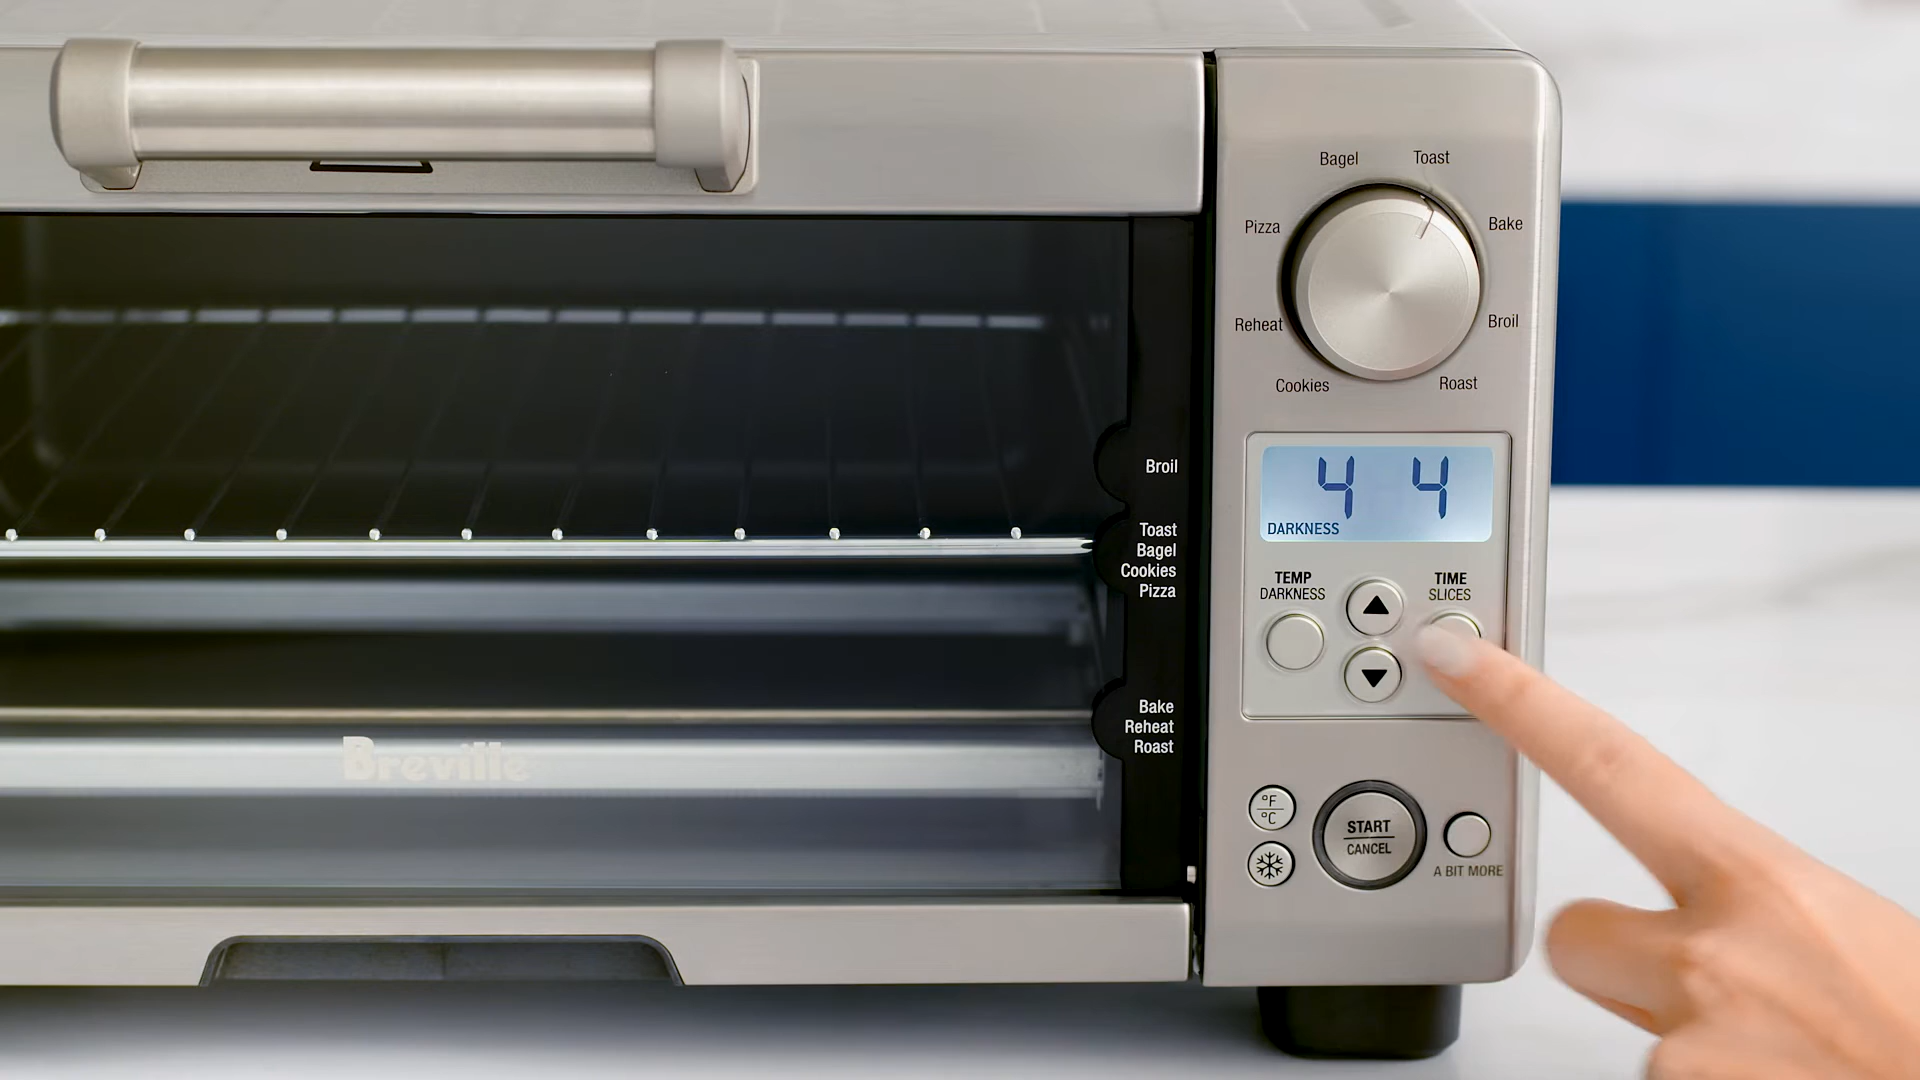 Bagel Toast
Pizza Bake
Reheat Broil
Cookies Roast
4 4
DARKNESS
TEMP
DARKNESS
TIME
SLICES
°F
°C
START
CANCEL
A BIT MORE
Broil
Toast
Bagel
Cookies
Pizza
Bake
Reheat
Roast
Breville